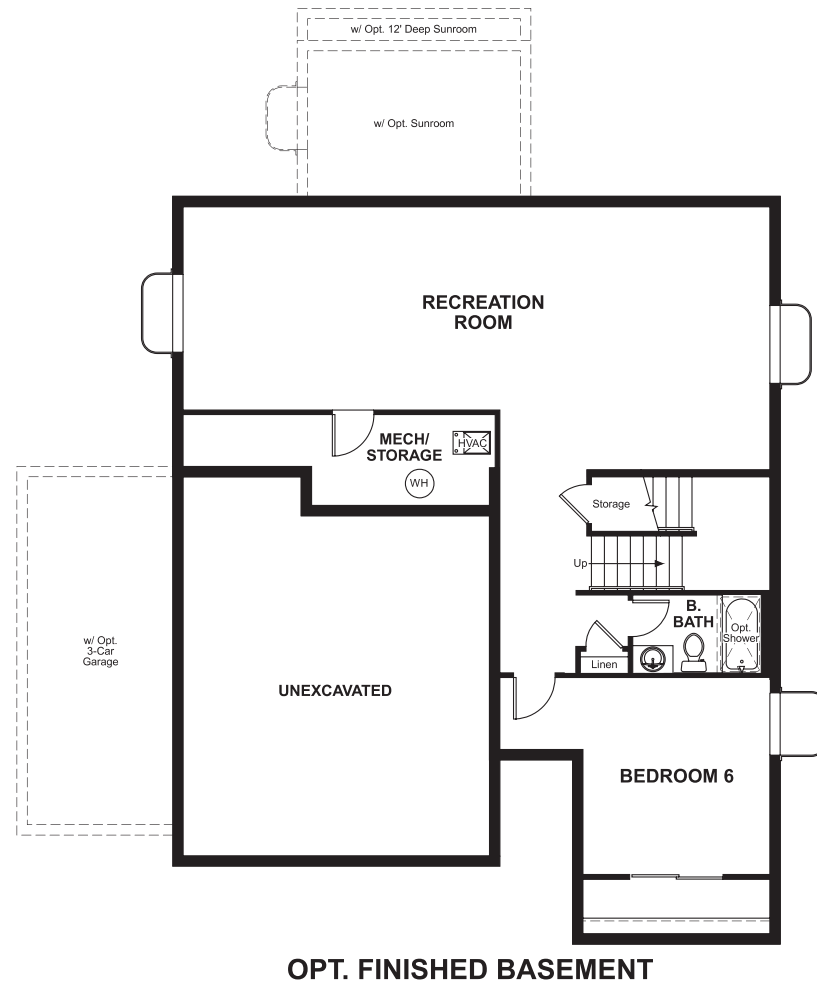 w/ Opt. 12' Deep Sunroom
w/ Opt. Sunroom
RECREATION
ROOM
MECH/
STORAGE
HVAC
WH
Storage
Up
B.
BATH
Opt.
Shower
Linen
w/ Opt.
3-Car
Garage
UNEXCAVATED
BEDROOM 6
OPT. FINISHED BASEMENT